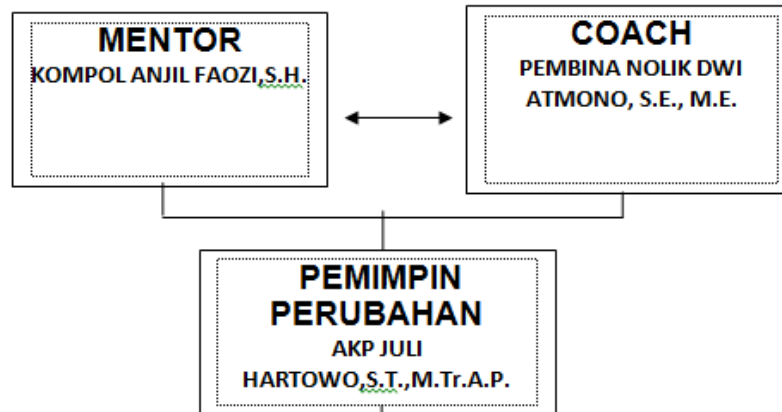 MENTOR
KOMPOL ANJIL FAOZI,S.H.
COACH
PEMBINA NOLIK DWI
ATMONO, S.E., M.E.
PEMIMPIN
PERUBAHAN
AKP JULI
HARTOWO,S.T.,M.Tr.A.P.